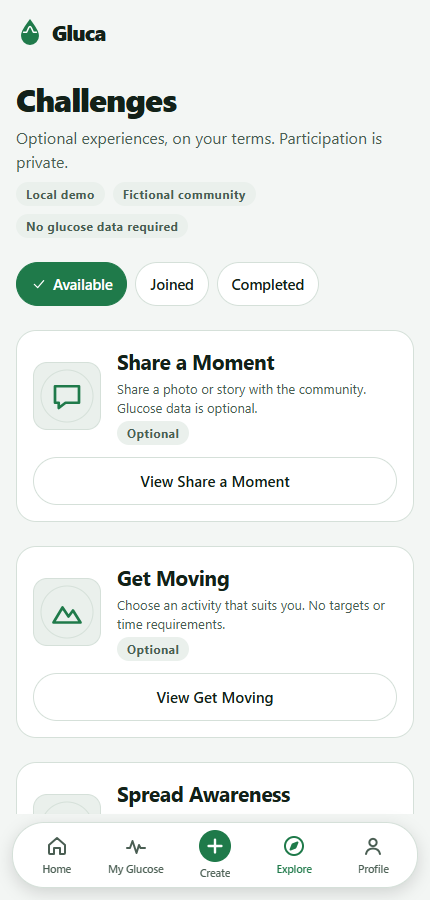 Gluca
Challenges
Optional experiences, on your terms. Participation is
private.
Local demo
Fictional community
No glucose data required
Available
Joined
Completed
Share a Moment
Share a photo or story with the community.
Glucose data is optional.
Optional
View Share a Moment
Get Moving
Choose an activity that suits you. No targets or
time requirements.
Optional
View Get Moving
Spread Awareness
Home
My Glucose
Create
Explore
Profile